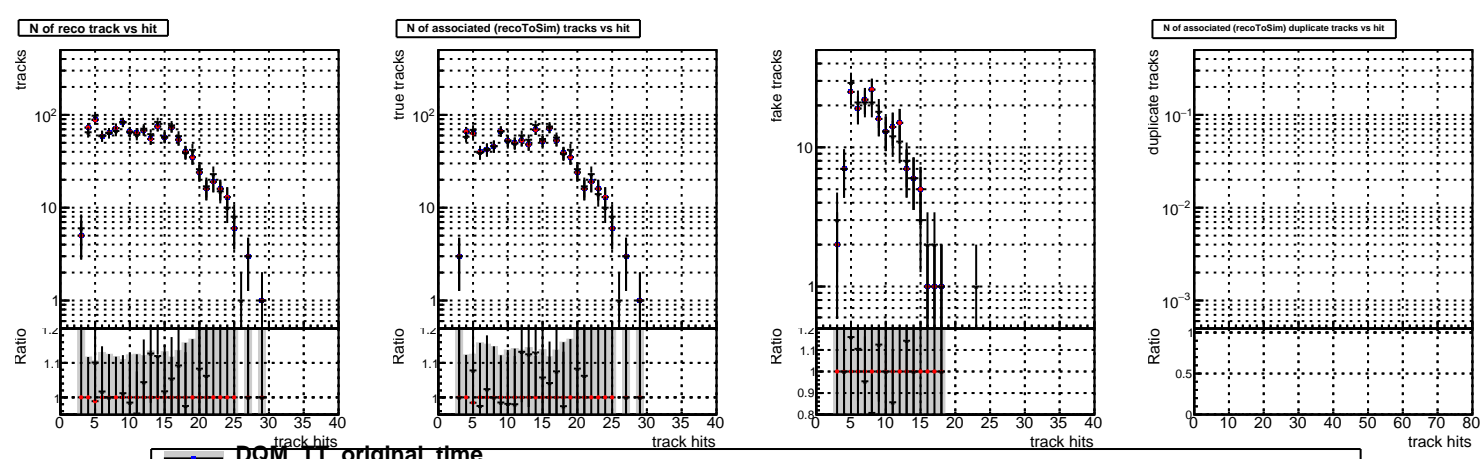 N of reco track vs hit
N of associated (recoToSim) tracks vs hit
N of associated (recoToSim) duplicate tracks vs hit
tracks
10²
10
1
Ratio
1.2
1.1
1
0 5 10 15 20 25 30 35 40
track hits
true tracks
10²
10
1
Ratio
1.2
1.1
1
0 5 10 15 20 25 30 35 40
track hits
fake tracks
10
1
Ratio
1.2
1.1
1
0.9
0.8
0 5 10 15 20 25 30 35 40
track hits
duplicate tracks
10⁻¹
10⁻²
10⁻³
Ratio
1
0.5
0
0 10 20 30 40 50 60 70 80
track hits
DQM_TT_original_time